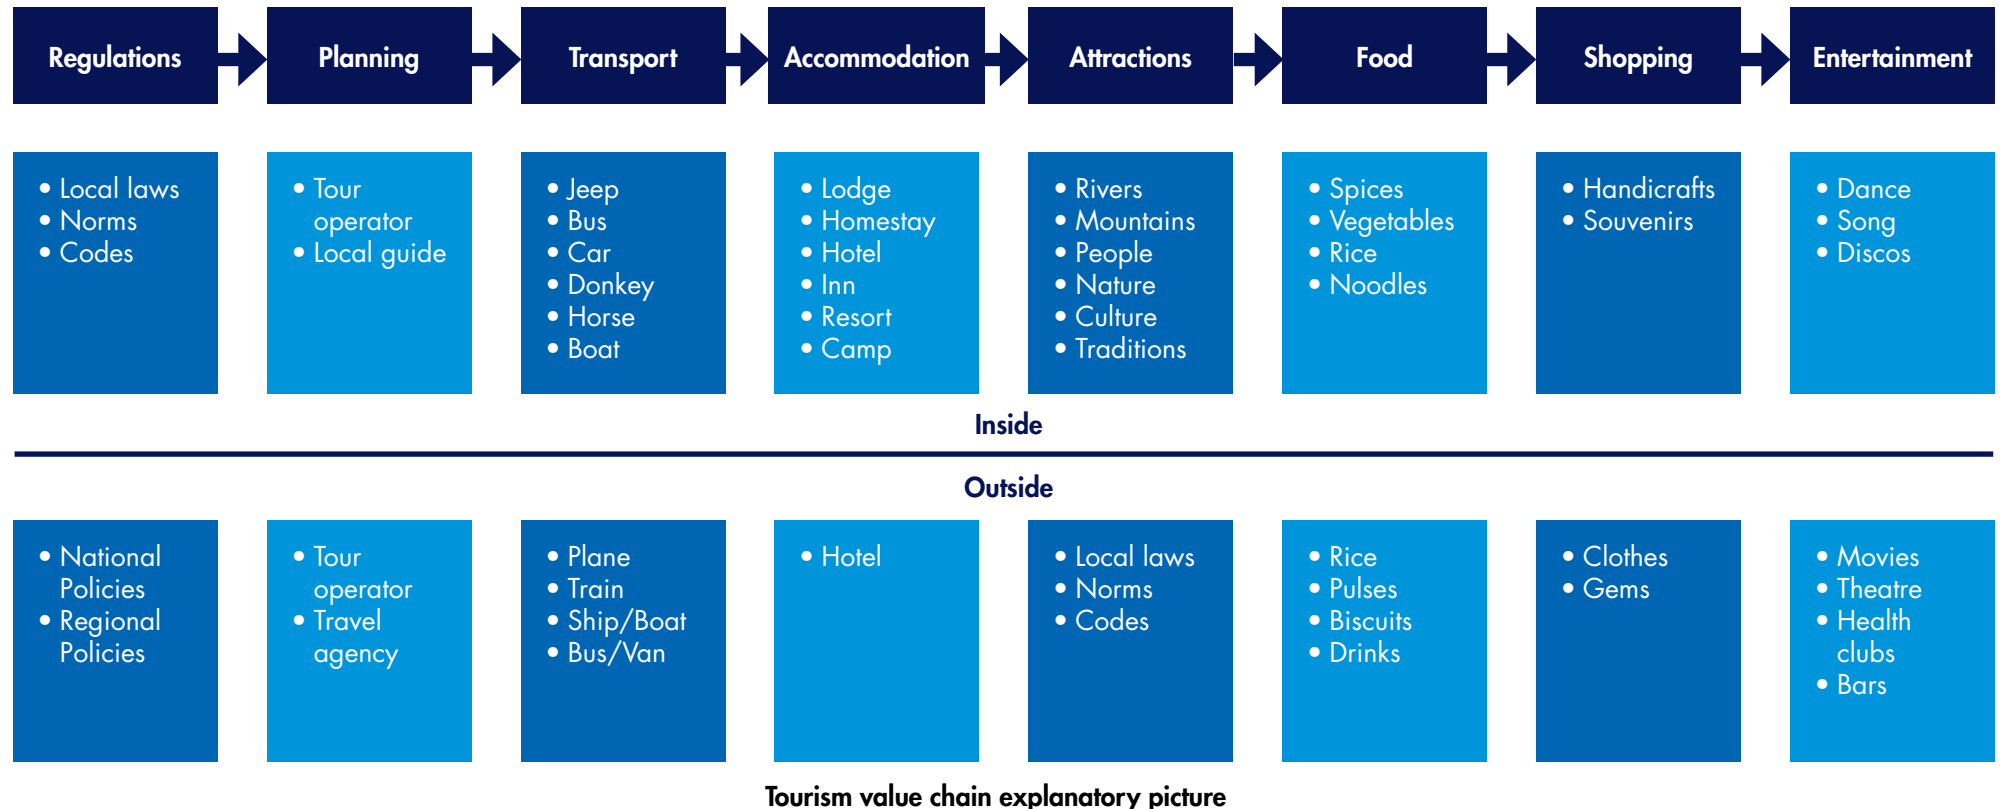 Regulations
Planning
Transport
Accommodation
Attractions
Food
Shopping
Entertainment
• Local laws
• Norms
• Codes
• Tour
operator
• Local guide
• Jeep
• Bus
• Car
• Donkey
• Horse
• Boat
• Lodge
• Homestay
• Hotel
• Inn
• Resort
• Camp
• Rivers
• Mountains
• People
• Nature
• Culture
• Traditions
• Spices
• Vegetables
• Rice
• Noodles
• Handicrafts
• Souvenirs
• Dance
• Song
• Discos
Inside
Outside
• National
Policies
• Regional
Policies
• Tour
operator
• Travel
agency
• Plane
• Train
• Ship/Boat
• Bus/Van
• Hotel
• Local laws
• Norms
• Codes
• Rice
• Pulses
• Biscuits
• Drinks
• Clothes
• Gems
• Movies
• Theatre
• Health
clubs
• Bars
Tourism value chain explanatory picture